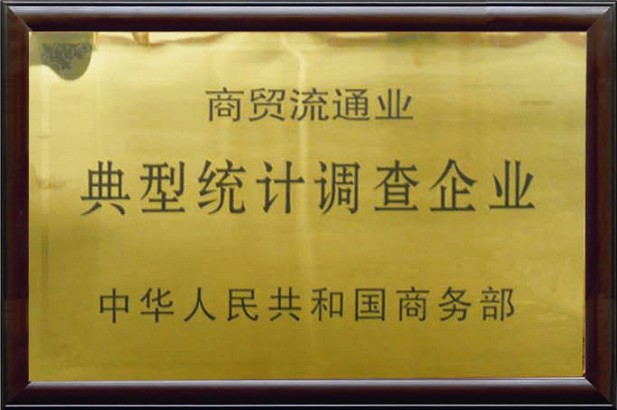 商贸流通业
典型统计调查企业
中华人民共和国商务部